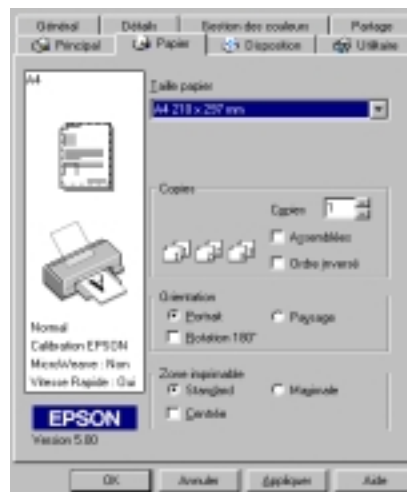 Général Détails Gestion des couleurs Partage
Principal Papier Disposition Utilitaire
A4
Taille papier
A4 210 x 297 mm
Copies
Copies 1
Assemblées
Ordre inversé
Orientation
Portrait Paysage
Rotation 180°
Normal
Calibration EPSON
MicroWeave : Non
Vitesse Rapide : Oui
Zone imprimable
Standard Maximale
Centrée
EPSON
Version 5.00
OK Annuler Appliquer Aide